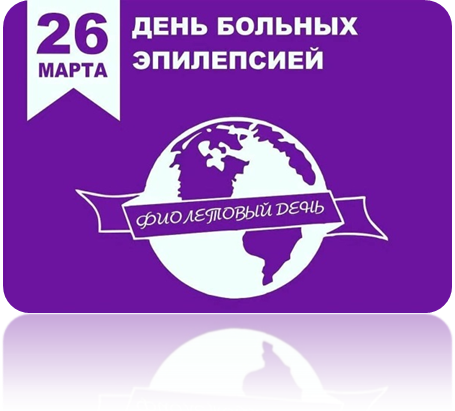 26
МАРТА
ДЕНЬ БОЛЬНЫХ
ЭПИЛЕПСИЕЙ
ФИОЛЕТОВЫЙ ДЕНЬ